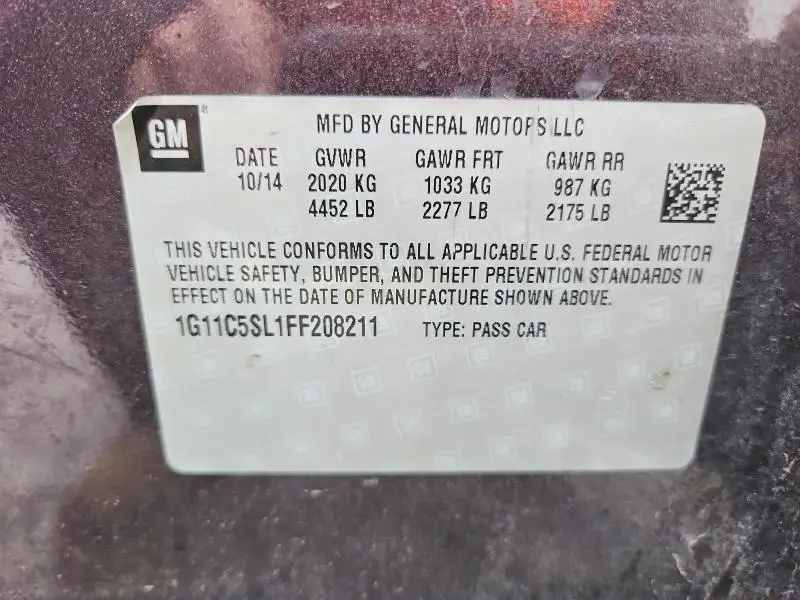 GM ®
MFD BY GENERAL MOTORS LLC
DATE GVWR GAWR FRT GAWR RR
10/14 2020 KG 1033 KG 987 KG
4452 LB 2277 LB 2175 LB
THIS VEHICLE CONFORMS TO ALL APPLICABLE U.S. FEDERAL MOTOR
VEHICLE SAFETY, BUMPER, AND THEFT PREVENTION STANDARDS IN
EFFECT ON THE DATE OF MANUFACTURE SHOWN ABOVE.
1G11C5SL1FF208211 TYPE: PASS CAR